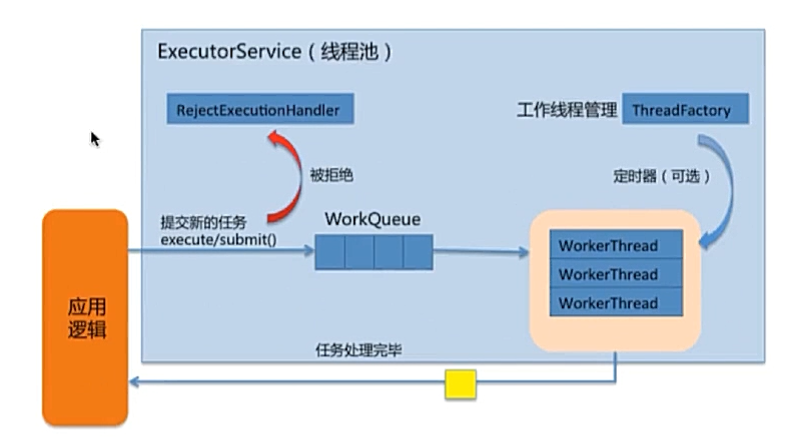 ExecutorService（线程池）
RejectExecutionHandler
工作线程管理
ThreadFactory
被拒绝
定时器（可选）
提交新的任务
execute/submit()
WorkQueue
WorkerThread
WorkerThread
WorkerThread
应用
逻辑
任务处理完毕